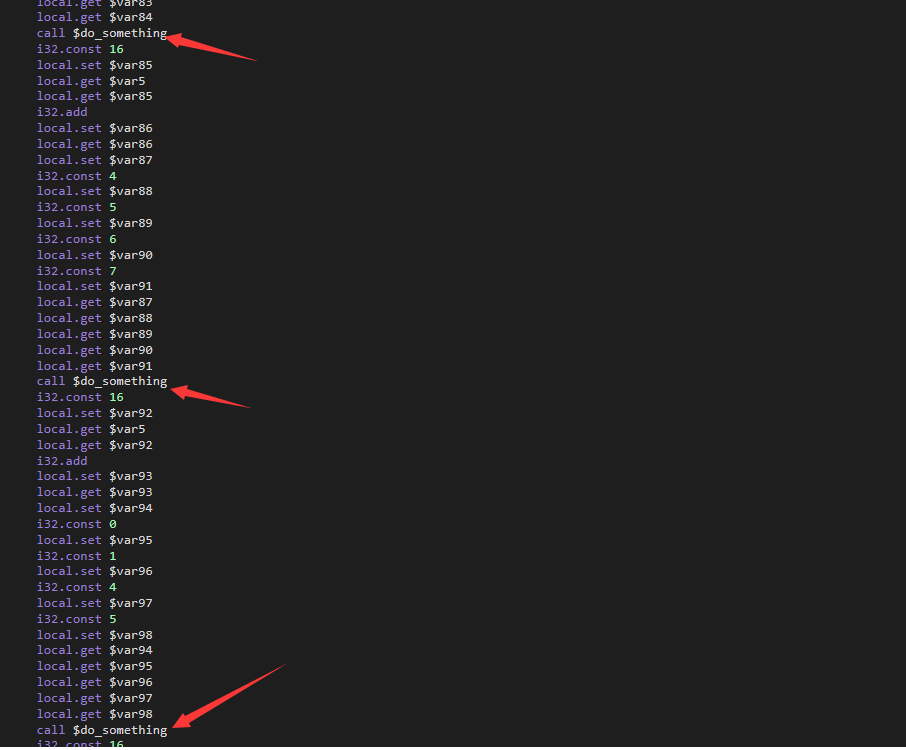 local.get $var83
local.get $var84
call $do_something
i32.const 16
local.set $var85
local.get $var5
local.get $var85
i32.add
local.set $var86
local.get $var86
local.set $var87
i32.const 4
local.set $var88
i32.const 5
local.set $var89
i32.const 6
local.set $var90
i32.const 7
local.set $var91
local.get $var87
local.get $var88
local.get $var89
local.get $var90
local.get $var91
call $do_something
i32.const 16
local.set $var92
local.get $var5
local.get $var92
i32.add
local.set $var93
local.get $var93
local.set $var94
i32.const 0
local.set $var95
i32.const 1
local.set $var96
i32.const 4
local.set $var97
i32.const 5
local.set $var98
local.get $var94
local.get $var95
local.get $var96
local.get $var97
local.get $var98
call $do_something
i32.const 16